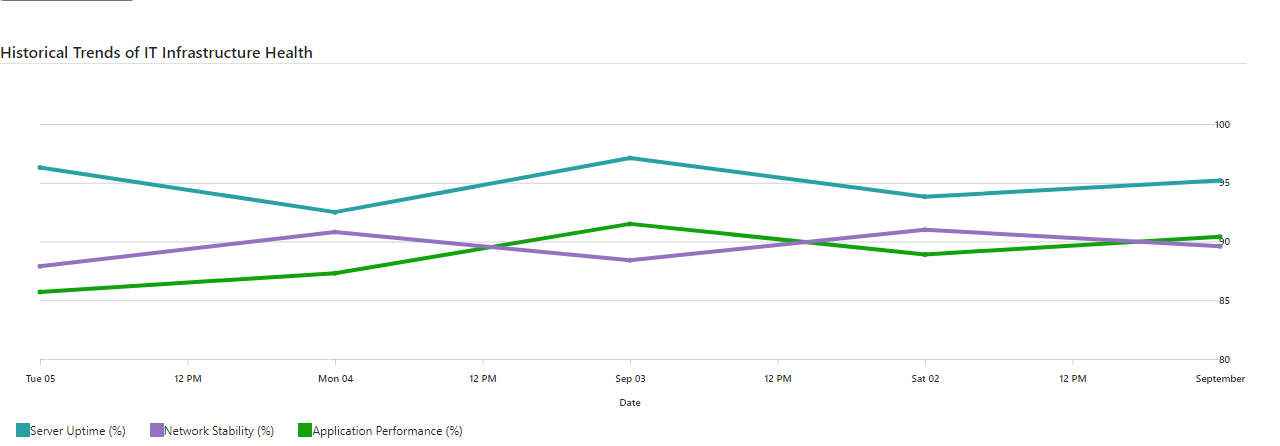 Historical Trends of IT Infrastructure Health
100
95
90
85
80
Tue 05 12 PM Mon 04 12 PM Sep 03 12 PM Sat 02 12 PM September
Date
Server Uptime (%) Network Stability (%) Application Performance (%)